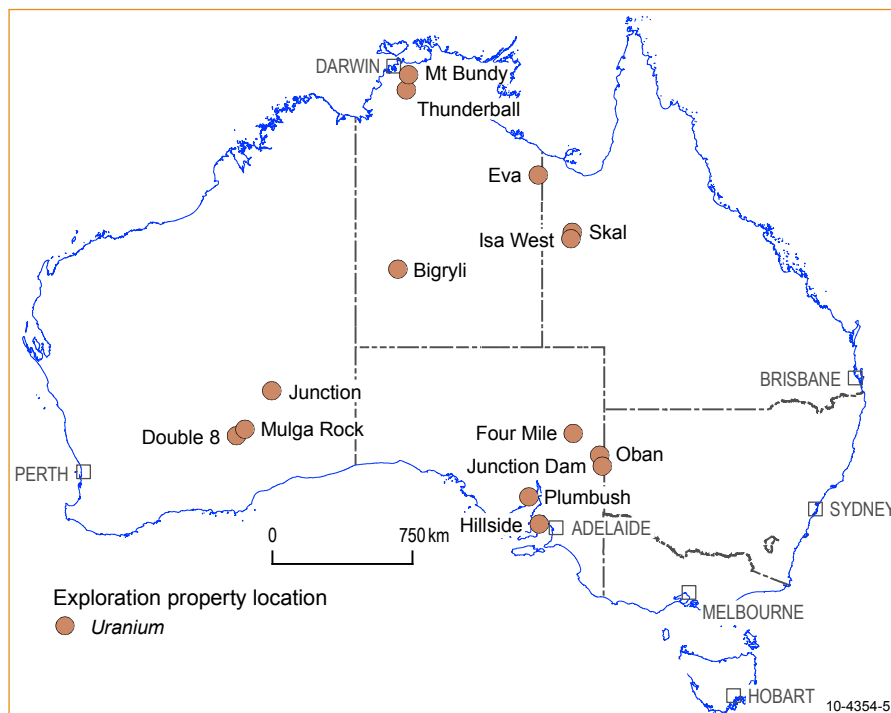 DARWIN
Mt Bundy
Thunderball
Eva
Skal
Isa West
Bigryli
Junction
BRISBANE
Double 8
Mulga Rock
Four Mile
Oban
Junction Dam
PERTH
Plumbush
SYDNEY
Hillside
ADELAIDE
0 750 km
Exploration property location
Uranium
MELBOURNE
HOBART
10-4354-5